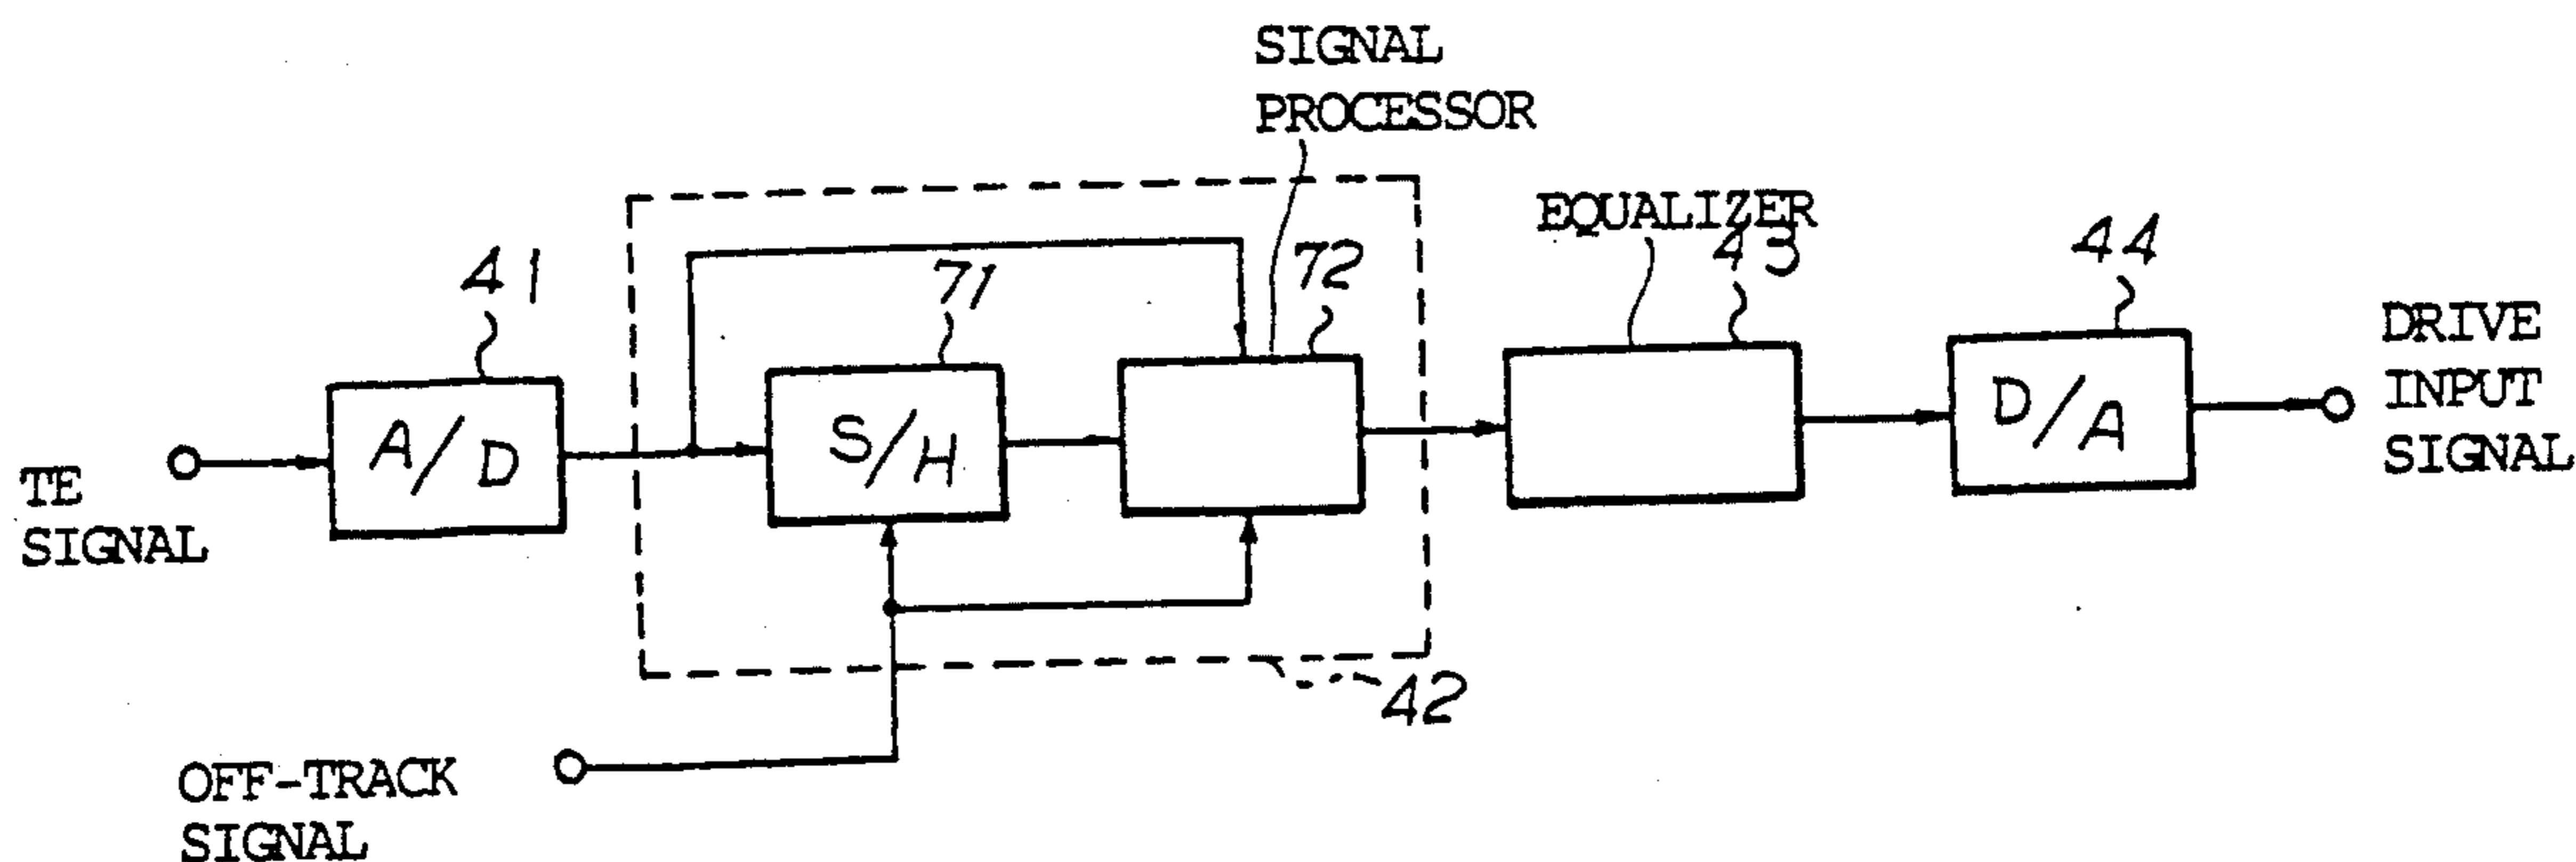 SIGNAL
PROCESSOR
EQUALIZER
41
71
72
43
44
A/D
S/H
D/A
TE
SIGNAL
DRIVE
INPUT
SIGNAL
42
OFF-TRACK
SIGNAL